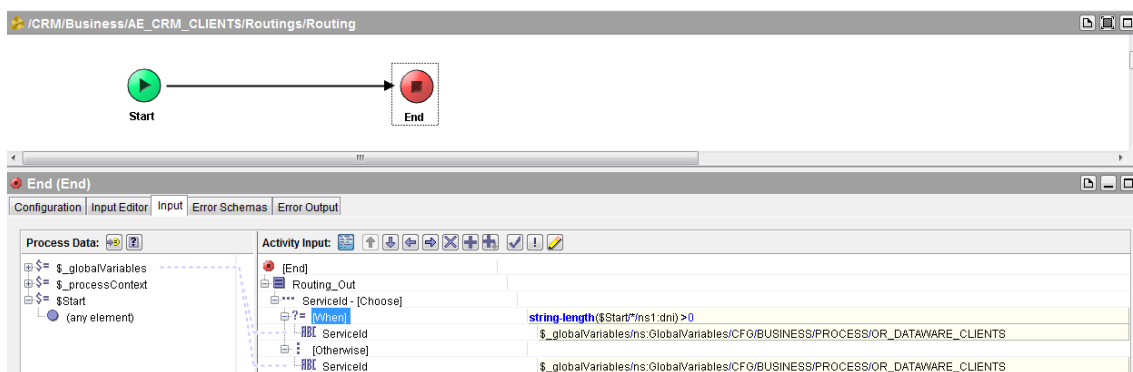 /CRM/Business/AE_CRM_CLIENTS/Routings/Routing
Start
End
End (End)
Configuration
Input Editor
Input
Error Schemas
Error Output
Process Data:
Activity Input:
$= $_globalVariables
$= $_processContext
$= $Start
(any element)
[End]
Routing_Out
ServiceId - [Choose]
?= [When] string-length($Start/*/ns1:dni) >0
ABC ServiceId $_globalVariables/ns:GlobalVariables/CFG/BUSINESS/PROCESS/OR_DATAWARE_CLIENTS
[Otherwise]
ABC ServiceId $_globalVariables/ns:GlobalVariables/CFG/BUSINESS/PROCESS/OR_DATAWARE_CLIENTS